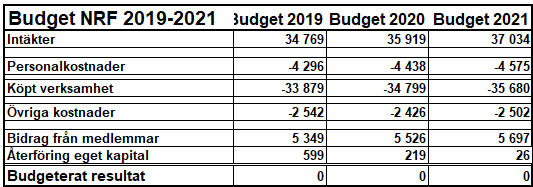 Budget NRF 2019-2021 Budget 2019 Budget 2020 Budget 2021
Intäkter 34 769 35 919 37 034
Personalkostnader -4 296 -4 438 -4 575
Köpt verksamhet -33 879 -34 799 -35 680
Övriga kostnader -2 542 -2 426 -2 502
Bidrag från medlemmar 5 349 5 526 5 697
Återföring eget kapital 599 219 26
Budgeterat resultat 0 0 0